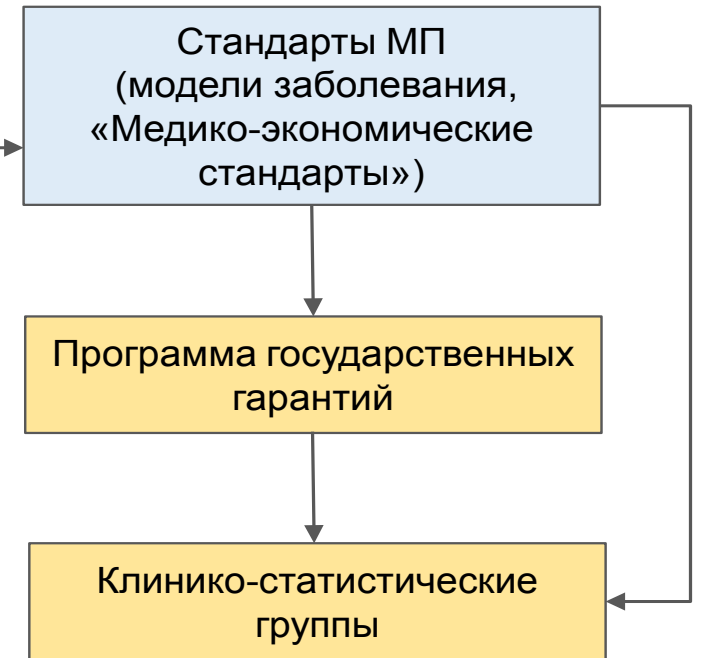 Стандарты МП
(модели заболевания,
«Медико-экономические
стандарты»)
Программа государственных
гарантий
Клинико-статистические
группы